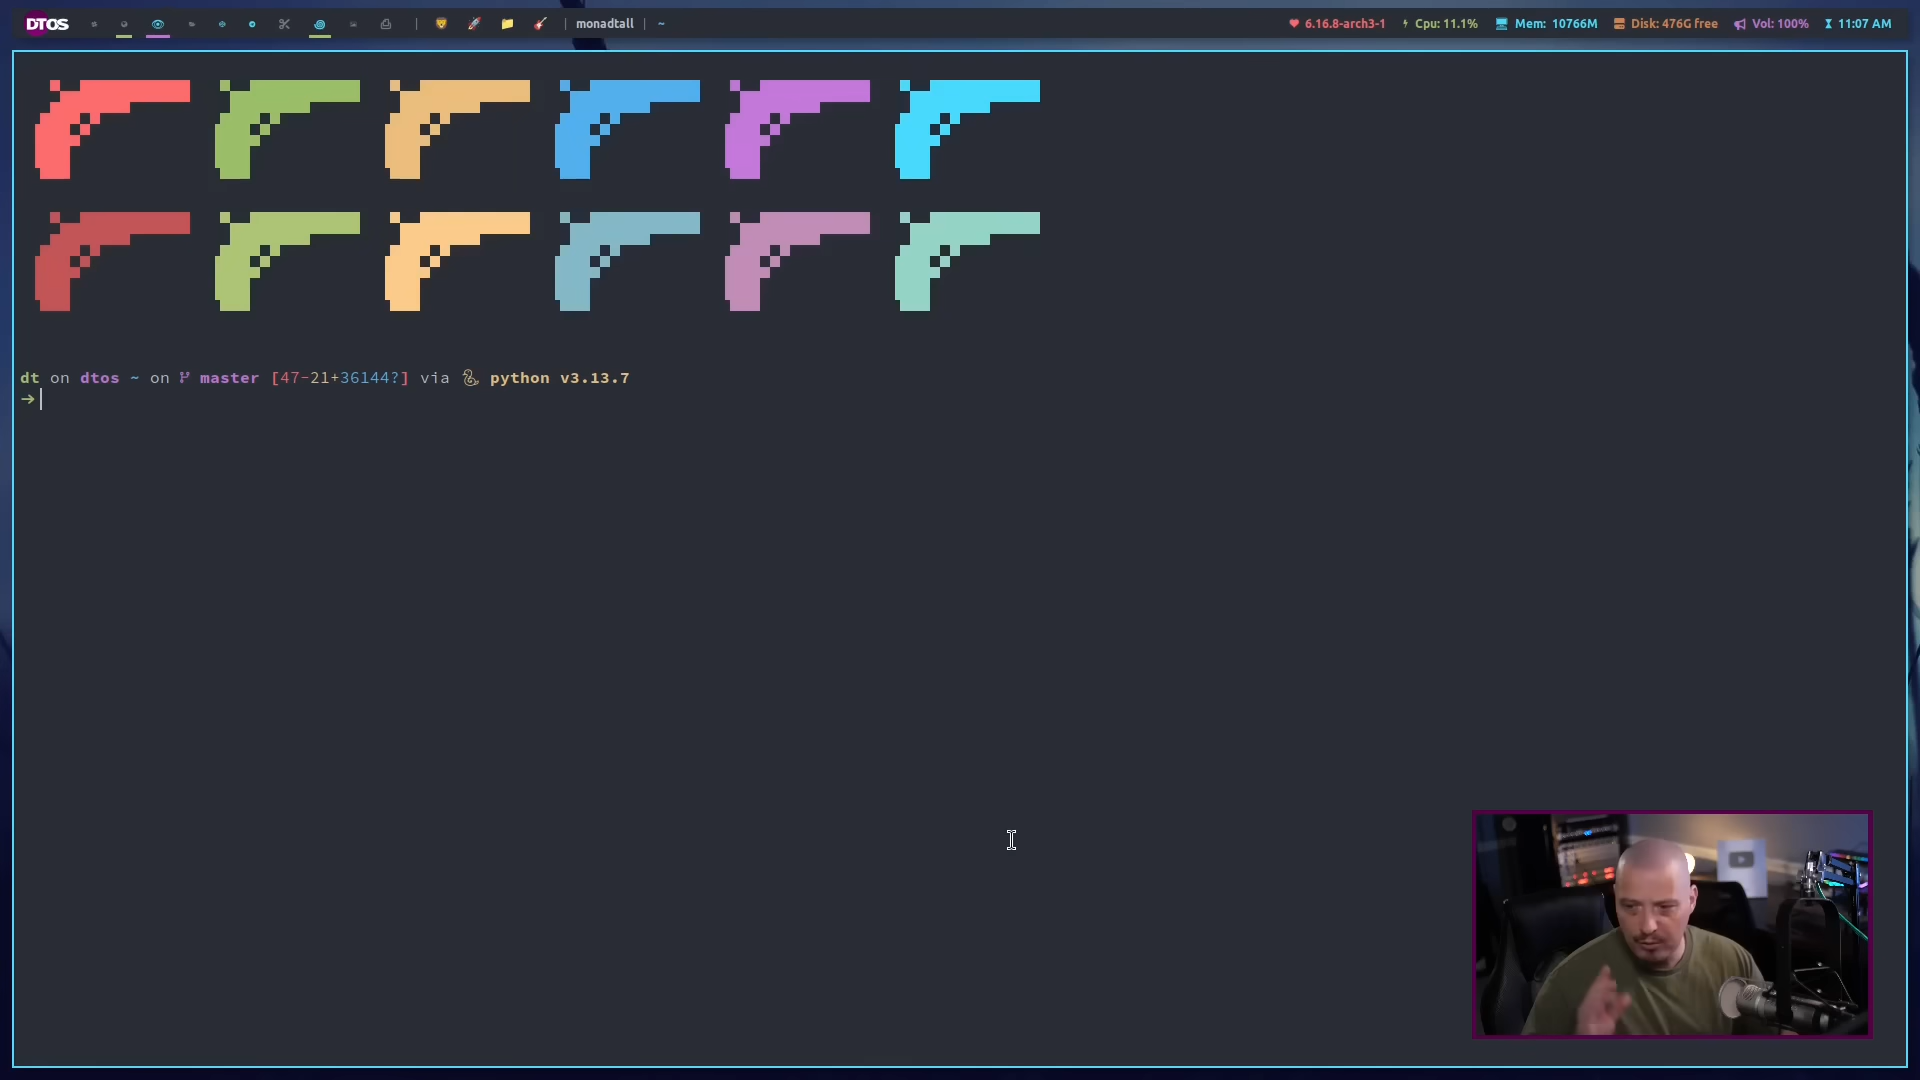 DTOS | monadtall | ~ 6.16.8-arch3-1 Cpu: 11.1% Mem: 10766M Disk: 476G free Vol: 100% 11:07 AM
dt on dtos ~ on master [47-21+36144?] via python v3.13.7
→